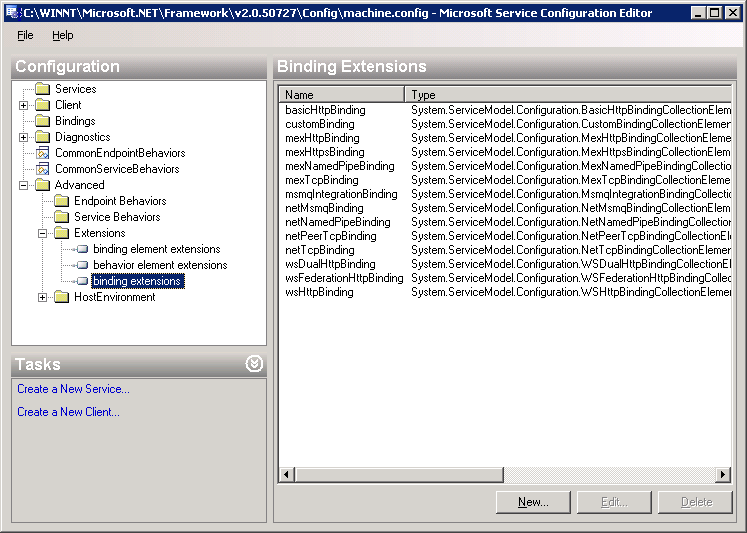 C:\WINNT\Microsoft.NET\Framework\v2.0.50727\Config\machine.config - Microsoft Service Configuration Editor
File Help
Configuration
Services
Client
Bindings
Diagnostics
CommonEndpointBehaviors
CommonServiceBehaviors
Advanced
Endpoint Behaviors
Service Behaviors
Extensions
binding element extensions
behavior element extensions
binding extensions
HostEnvironment
Tasks
Create a New Service...
Create a New Client...
Binding Extensions
Name Type
basicHttpBinding System.ServiceModel.Configuration.BasicHttpBindingCollectionElem
customBinding System.ServiceModel.Configuration.CustomBindingCollectionElemer
mexHttpBinding System.ServiceModel.Configuration.MexHttpBindingCollectionEleme
mexHttpsBinding System.ServiceModel.Configuration.MexHttpsBindingCollectionElem
mexNamedPipeBinding System.ServiceModel.Configuration.MexNamedPipeBindingCollectio
mexTcpBinding System.ServiceModel.Configuration.MexTcpBindingCollectionElemer
msmqIntegrationBinding System.ServiceModel.Configuration.MsmqIntegrationBindingCollectio
netMsmqBinding System.ServiceModel.Configuration.NetMsmqBindingCollectionElem
netNamedPipeBinding System.ServiceModel.Configuration.NetNamedPipeBindingCollection
netPeerTcpBinding System.ServiceModel.Configuration.NetPeerTcpBindingCollectionEl
netTcpBinding System.ServiceModel.Configuration.NetTcpBindingCollectionElemen
wsDualHttpBinding System.ServiceModel.Configuration.WSDualHttpBindingCollectionEl
wsFederationHttpBinding System.ServiceModel.Configuration.WSFederationHttpBindingCollec
wsHttpBinding System.ServiceModel.Configuration.WSHttpBindingCollectionEleme
New... Edit... Delete